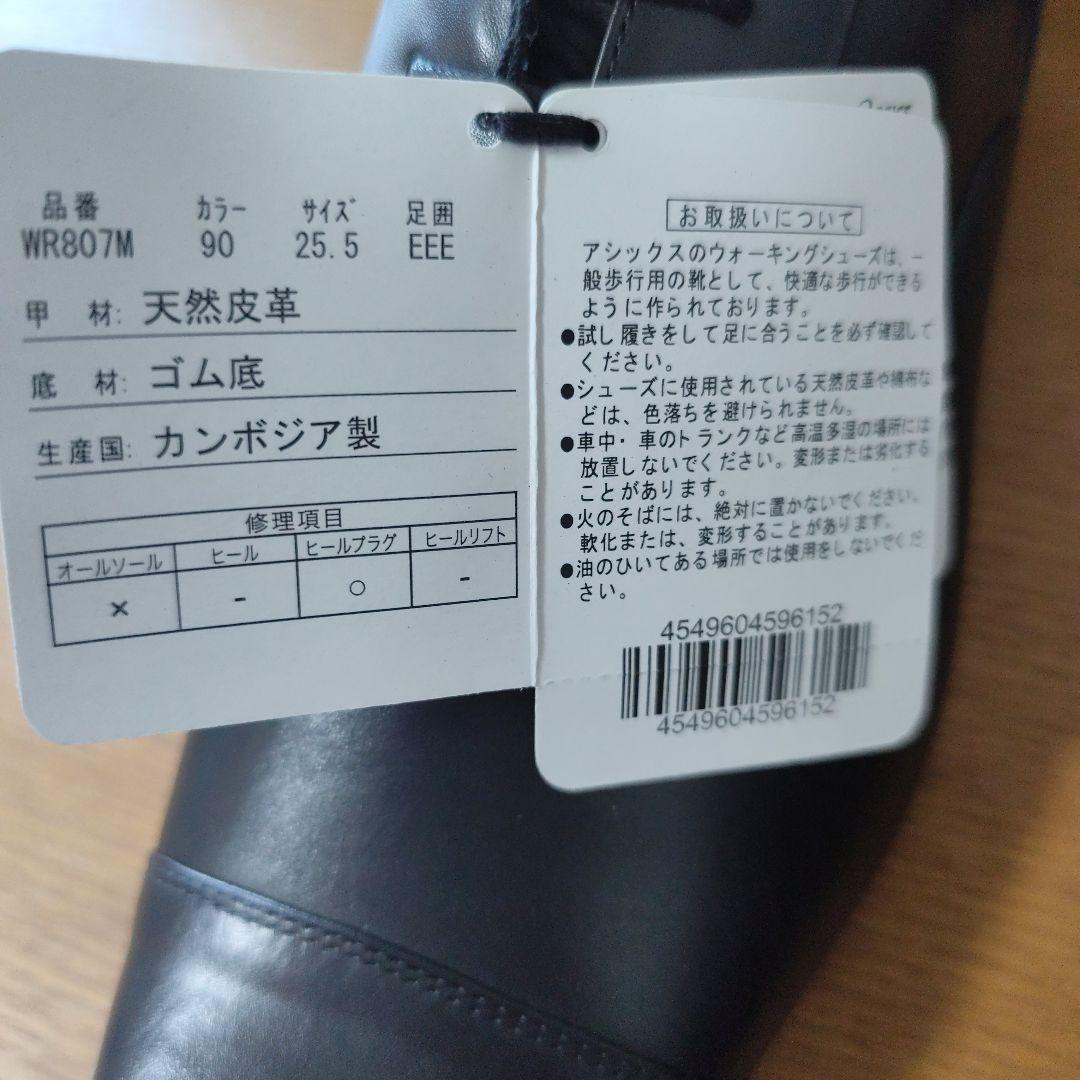 品番 カラー サイズ 足囲
WR807M 90 25.5 EEE
甲 材: 天然皮革
底 材: ゴム底
生産国: カンボジア製
修理項目
オールソール ヒール ヒールプラグ ヒールリフト
× - ○ -
お取扱いについて
アシックスのウォーキングシューズは、一
般歩行用の靴として、快適な歩行ができる
ように作られております。
●試し履きをして足に合うことを必ず確認して
ください。
●シューズに使用されている天然皮革や綿布な
どは、色落ちを避けられません。
●車中・車のトランクなど高温多湿の場所には
放置しないでください。変形または劣化する
ことがあります。
●火のそばには、絶対に置かないでください。
軟化または、変形することがあります。
●油のひいてある場所では使用をしないでくだ
さい。
4549604596152
4549604596152